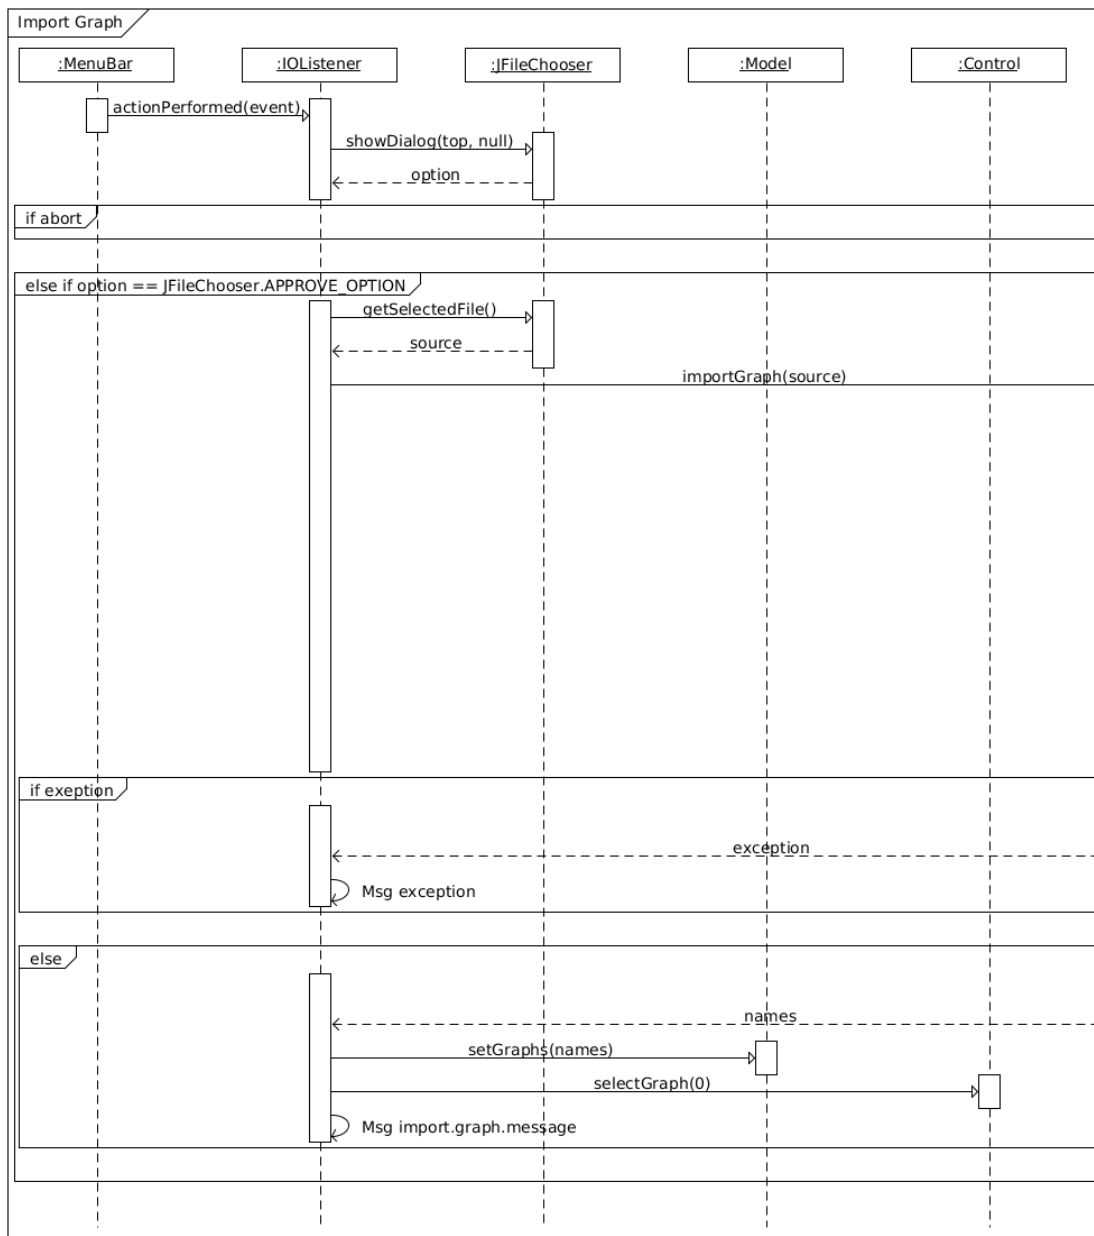 Import Graph
:MenuBar
:IOListener
:JFileChooser
:Model
:Control
actionPerformed(event)
showDialog(top, null)
option
if abort
else if option == JFileChooser.APPROVE_OPTION
getSelectedFile()
source
importGraph(source)
if exeption
exception
Msg exception
else
names
setGraphs(names)
selectGraph(0)
Msg import.graph.message